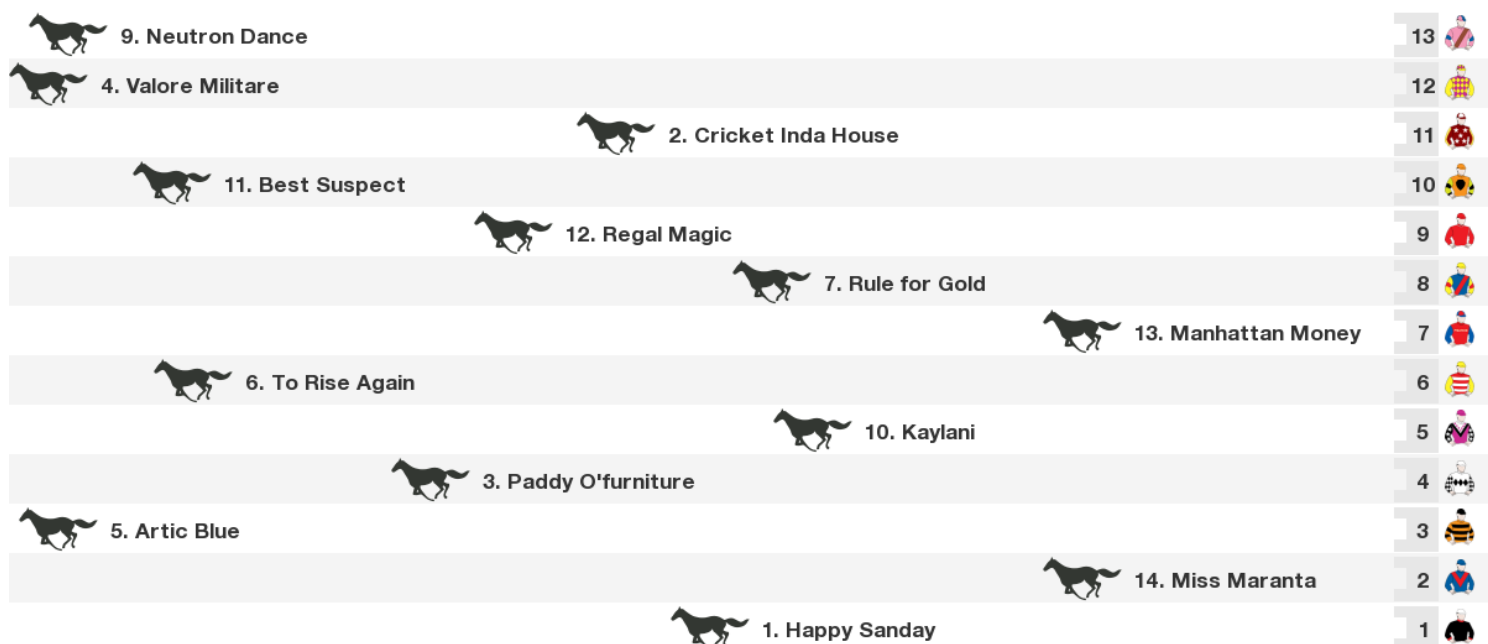 9. Neutron Dance 13
4. Valore Militare 12
2. Cricket Inda House 11
11. Best Suspect 10
12. Regal Magic 9
7. Rule for Gold 8
13. Manhattan Money 7
6. To Rise Again 6
10. Kaylani 5
3. Paddy O'furniture 4
5. Artic Blue 3
14. Miss Maranta 2
1. Happy Sanday 1